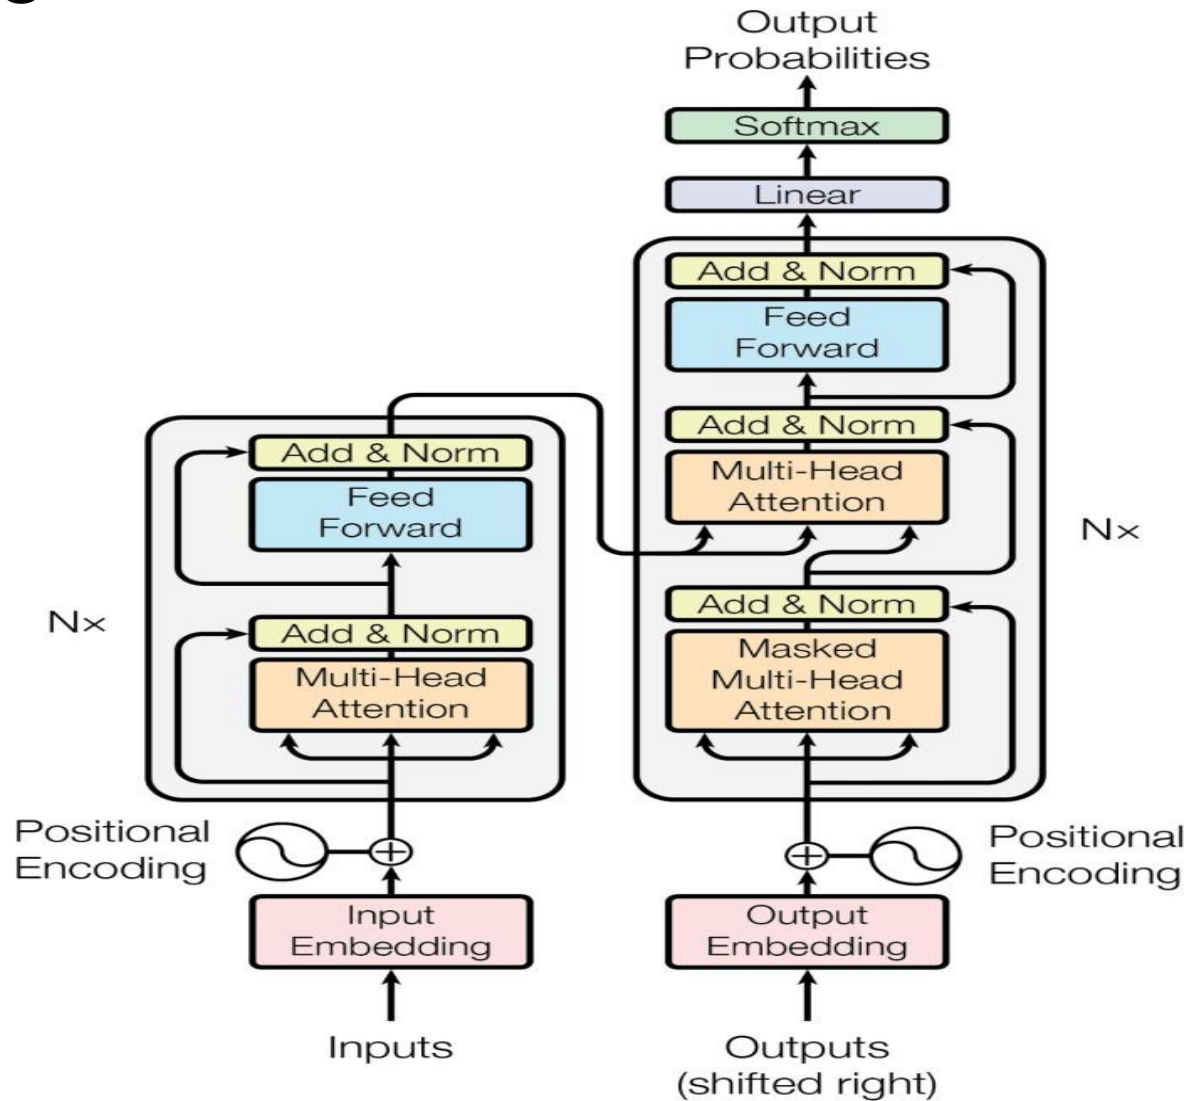 Output
Probabilities
Softmax
Linear
Add & Norm
Feed
Forward
Add & Norm
Multi-Head
Attention
Nx
Add & Norm
Masked
Multi-Head
Attention
Add & Norm
Feed
Forward
Nx
Add & Norm
Multi-Head
Attention
Positional
Encoding
Positional
Encoding
Input
Embedding
Output
Embedding
Inputs
Outputs
(shifted right)